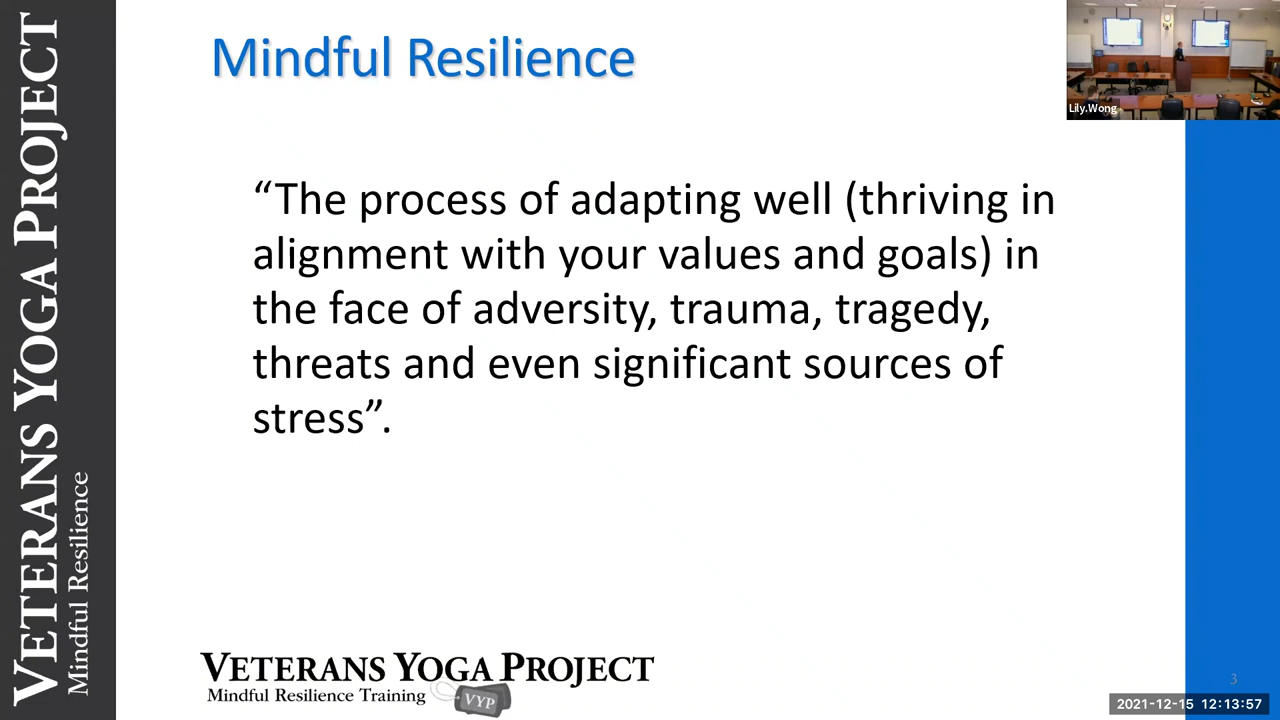 Mindful Resilience
Lily.Wong
“The process of adapting well (thriving in
alignment with your values and goals) in
the face of adversity, trauma, tragedy,
threats and even significant sources of
stress”.
VETERANS YOGA PROJECT
Mindful Resilience
VETERANS YOGA PROJECT
Mindful Resilience Training
VYP
3
2021-12-15 12:13:57